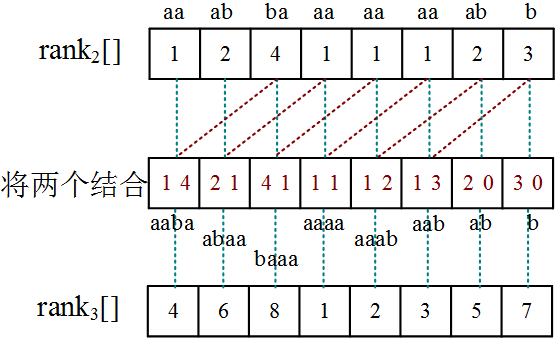 aa ab ba aa aa aa ab b
rank2[] 1 2 4 1 1 1 2 3
将两个结合 1 4 2 1 4 1 1 1 1 2 1 3 2 0 3 0
aaba abaa baaa aaaa aaab aab ab b
rank3[] 4 6 8 1 2 3 5 7